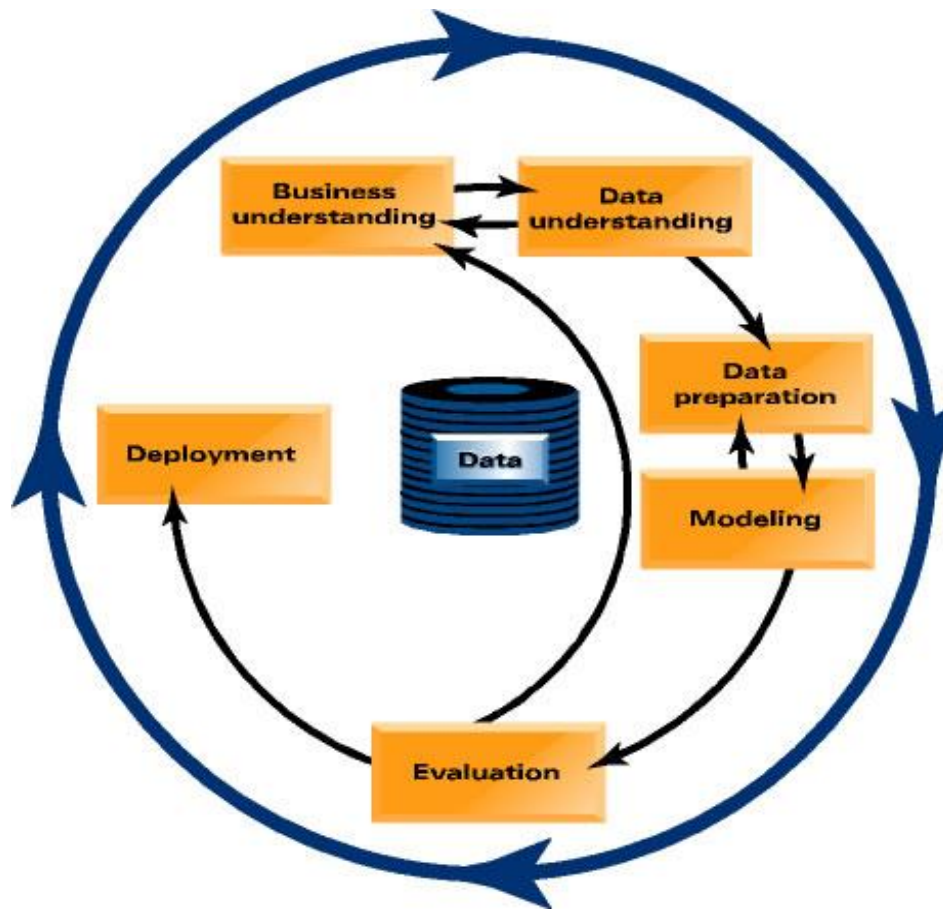 Business
understanding
Data
understanding
Data
preparation
Deployment
Data
Modeling
Evaluation